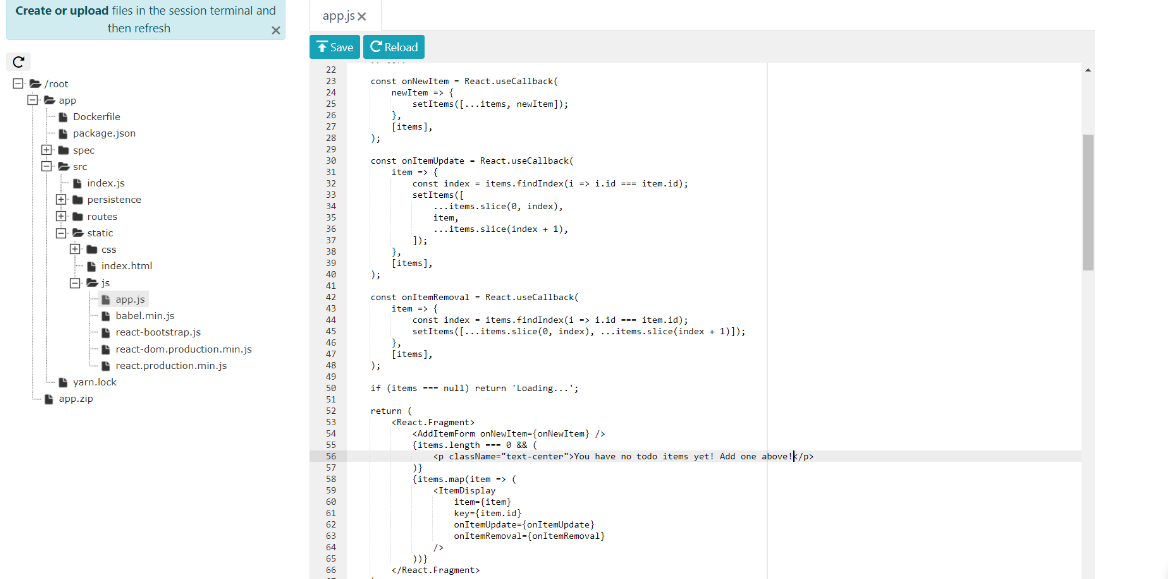 Create or upload files in the session terminal and
then refresh
/root
app
Dockerfile
package.json
spec
src
index.js
persistence
routes
static
css
index.html
js
app.js
babel.min.js
react-bootstrap.js
react-dom.production.min.js
react.production.min.js
yarn.lock
app.zip
app.js
Save Reload
22
23 const onNewItem = React.useCallback(
24 newItem => {
25 setItems([...items, newItem]);
26 },
27 [items],
28 );
29
30 const onItemUpdate = React.useCallback(
31 item => {
32 const index = items.findIndex(i => i.id === item.id);
33 setItems([
34 ...items.slice(0, index),
35 item,
36 ...items.slice(index + 1),
37 ]);
38 },
39 [items],
40 );
41
42 const onItemRemoval = React.useCallback(
43 item => {
44 const index = items.findIndex(i => i.id === item.id);
45 setItems([...items.slice(0, index), ...items.slice(index + 1)]);
46 },
47 [items],
48 );
49
50 if (items === null) return 'Loading...';
51
52 return (
53 <React.Fragment>
54 <AddItemForm onNewItem={onNewItem} />
55 {items.length === 0 && (
56 <p className="text-center">You have no todo items yet! Add one above!</p>
57 )}
58 {items.map(item => (
59 <ItemDisplay
60 item={item}
61 key={item.id}
62 onItemUpdate={onItemUpdate}
63 onItemRemoval={onItemRemoval}
64 />
65 ))}
66 </React.Fragment>